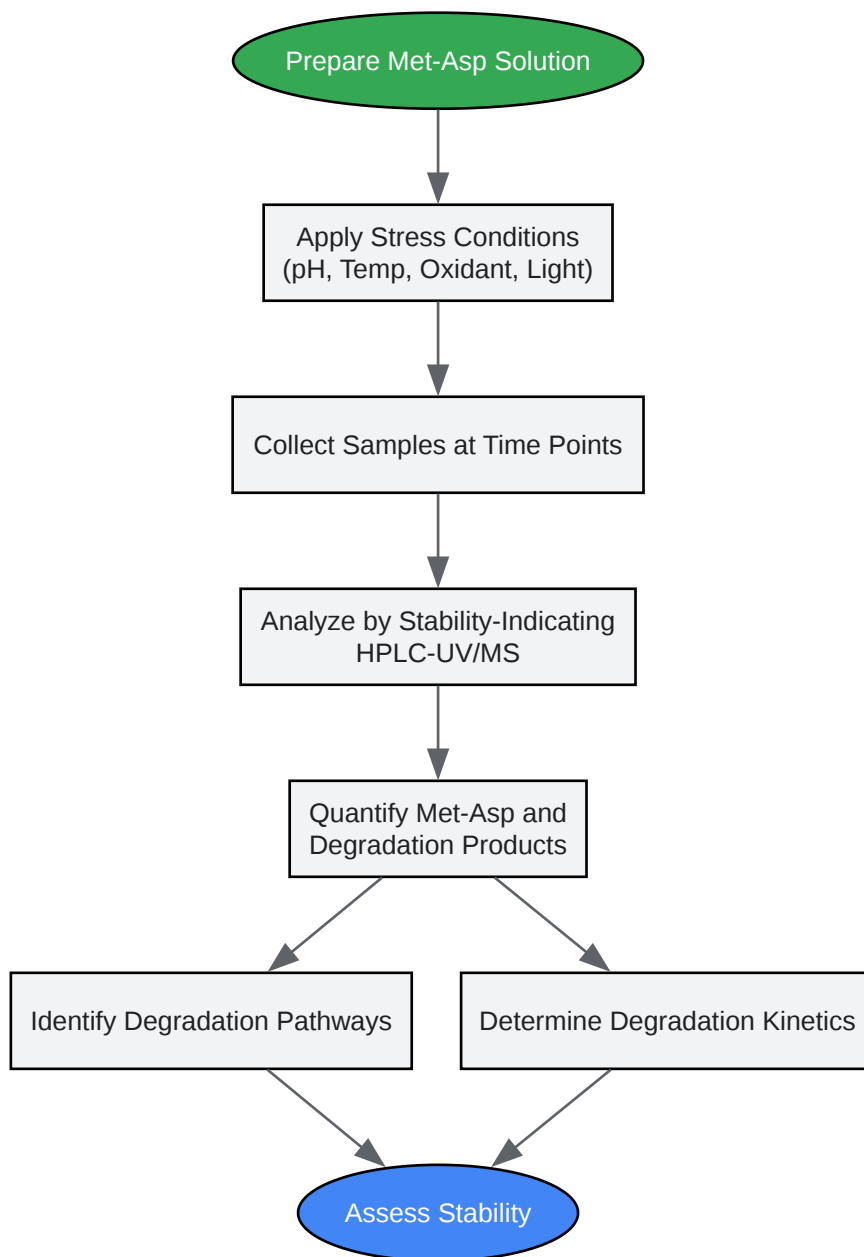 Prepare Met-Asp Solution
Apply Stress Conditions
(pH, Temp, Oxidant, Light)
Collect Samples at Time Points
Analyze by Stability-Indicating
HPLC-UV/MS
Quantify Met-Asp and
Degradation Products
Identify Degradation Pathways
Determine Degradation Kinetics
Assess Stability